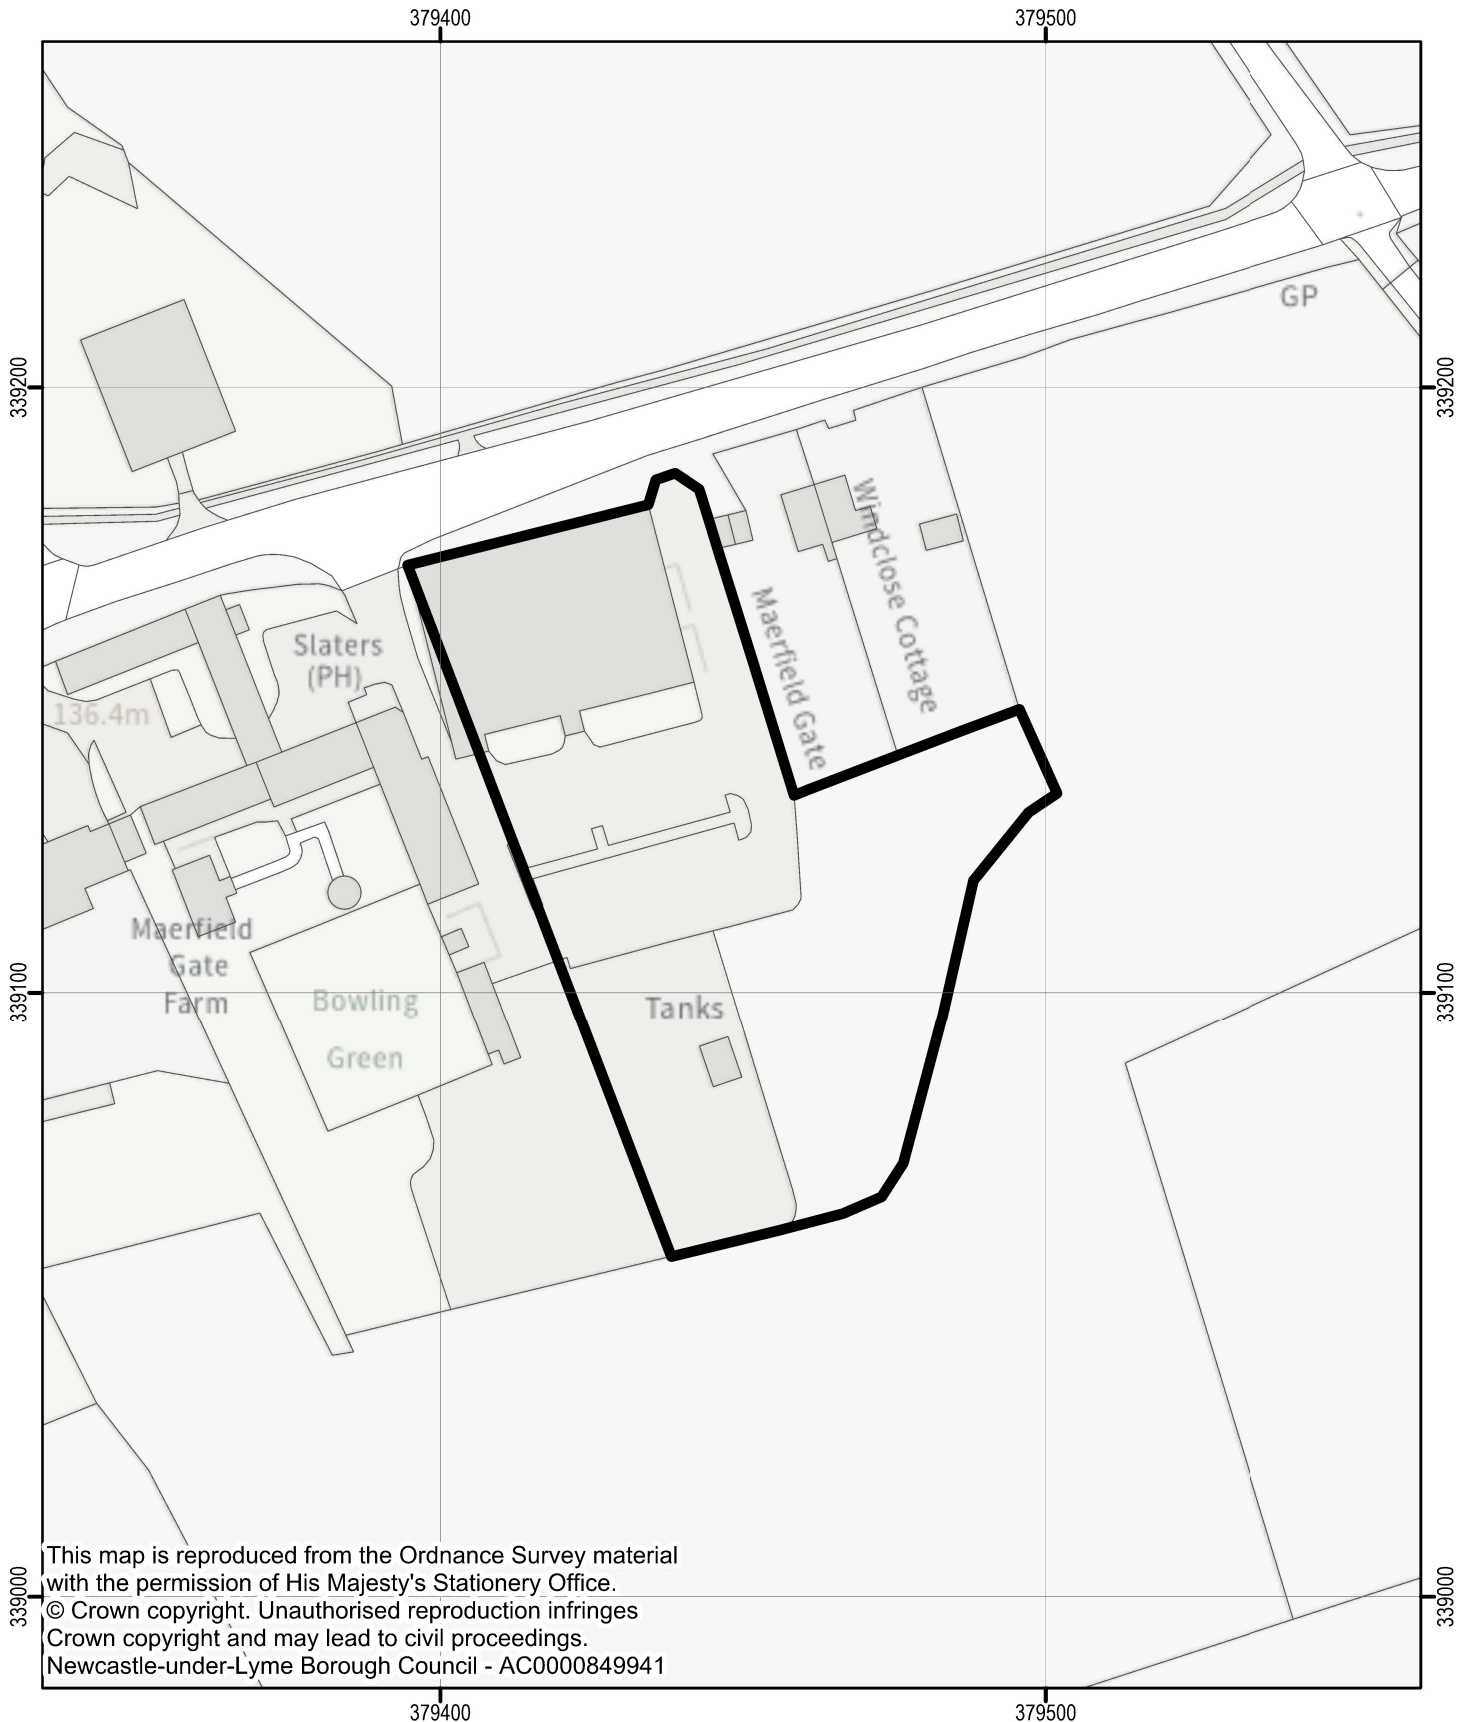 379400
379500
GP
339200
339200
Windclose Cottage
Maerfield Gate
Slaters
(PH)
136.4m
Maerfield
Gate
Farm
Bowling
Green
Tanks
339100
339100
339000
339000
This map is reproduced from the Ordnance Survey material
with the permission of His Majesty's Stationery Office.
© Crown copyright. Unauthorised reproduction infringes
Crown copyright and may lead to civil proceedings.
Newcastle-under-Lyme Borough Council - AC0000849941
379400
379500